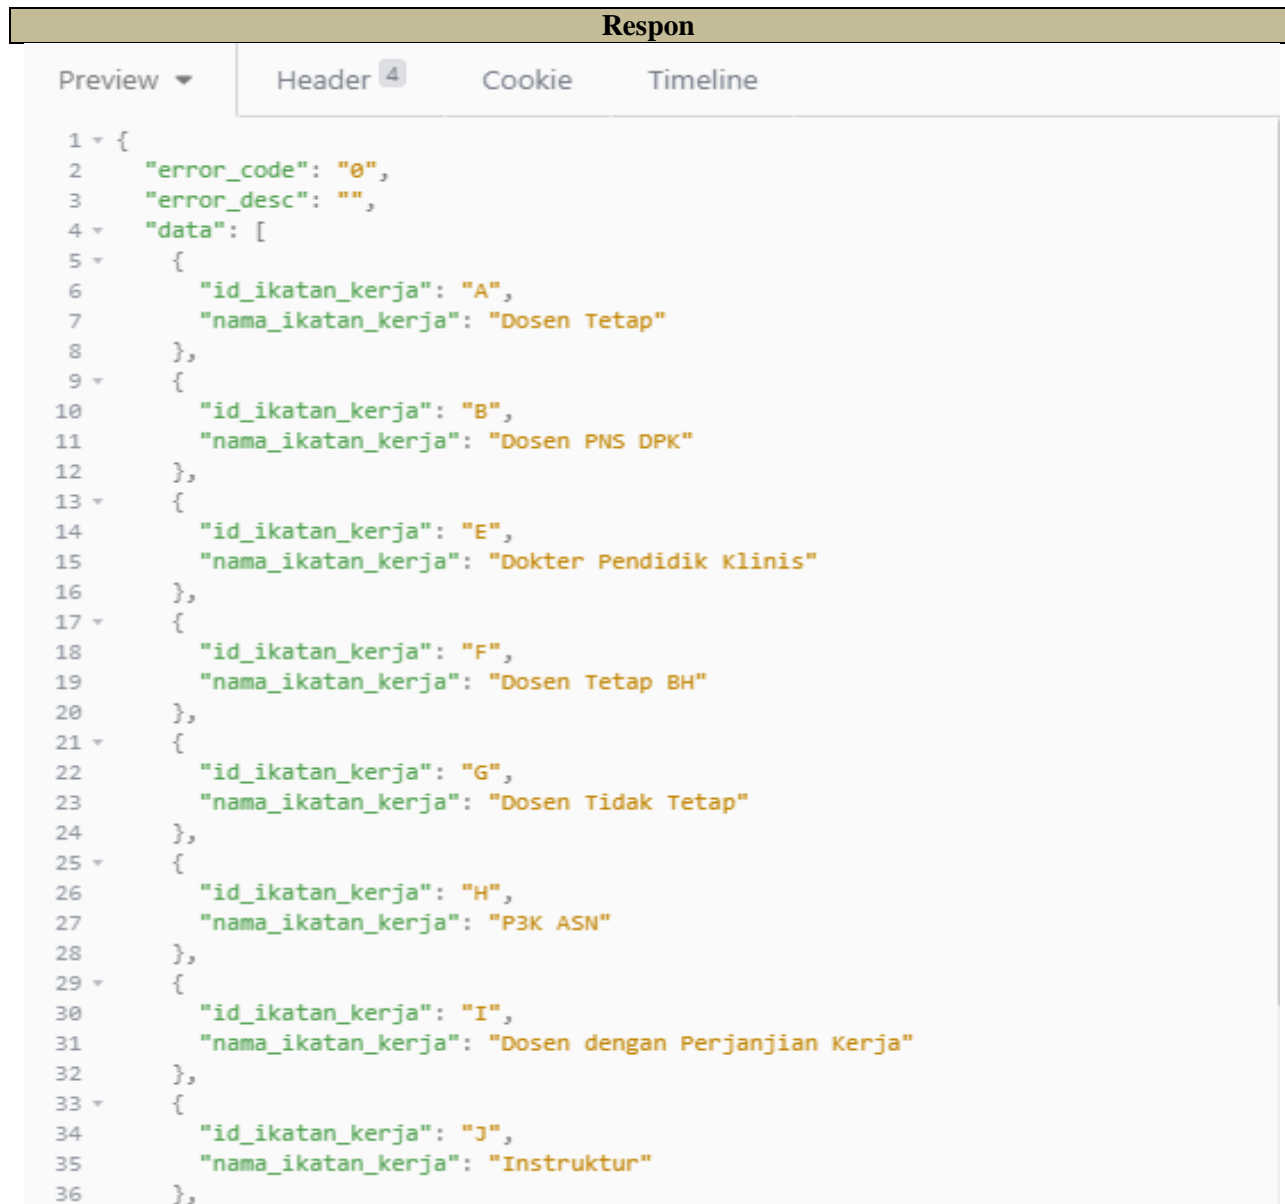 Respon
Preview Header 4 Cookie Timeline
1 {
2 "error_code": "0",
3 "error_desc": "",
4 "data": [
5 {
6 "id_ikatan_kerja": "A",
7 "nama_ikatan_kerja": "Dosen Tetap"
8 },
9 {
10 "id_ikatan_kerja": "B",
11 "nama_ikatan_kerja": "Dosen PNS DPK"
12 },
13 {
14 "id_ikatan_kerja": "E",
15 "nama_ikatan_kerja": "Dokter Pendidik Klinis"
16 },
17 {
18 "id_ikatan_kerja": "F",
19 "nama_ikatan_kerja": "Dosen Tetap BH"
20 },
21 {
22 "id_ikatan_kerja": "G",
23 "nama_ikatan_kerja": "Dosen Tidak Tetap"
24 },
25 {
26 "id_ikatan_kerja": "H",
27 "nama_ikatan_kerja": "P3K ASN"
28 },
29 {
30 "id_ikatan_kerja": "I",
31 "nama_ikatan_kerja": "Dosen dengan Perjanjian Kerja"
32 },
33 {
34 "id_ikatan_kerja": "J",
35 "nama_ikatan_kerja": "Instruktur"
36 },